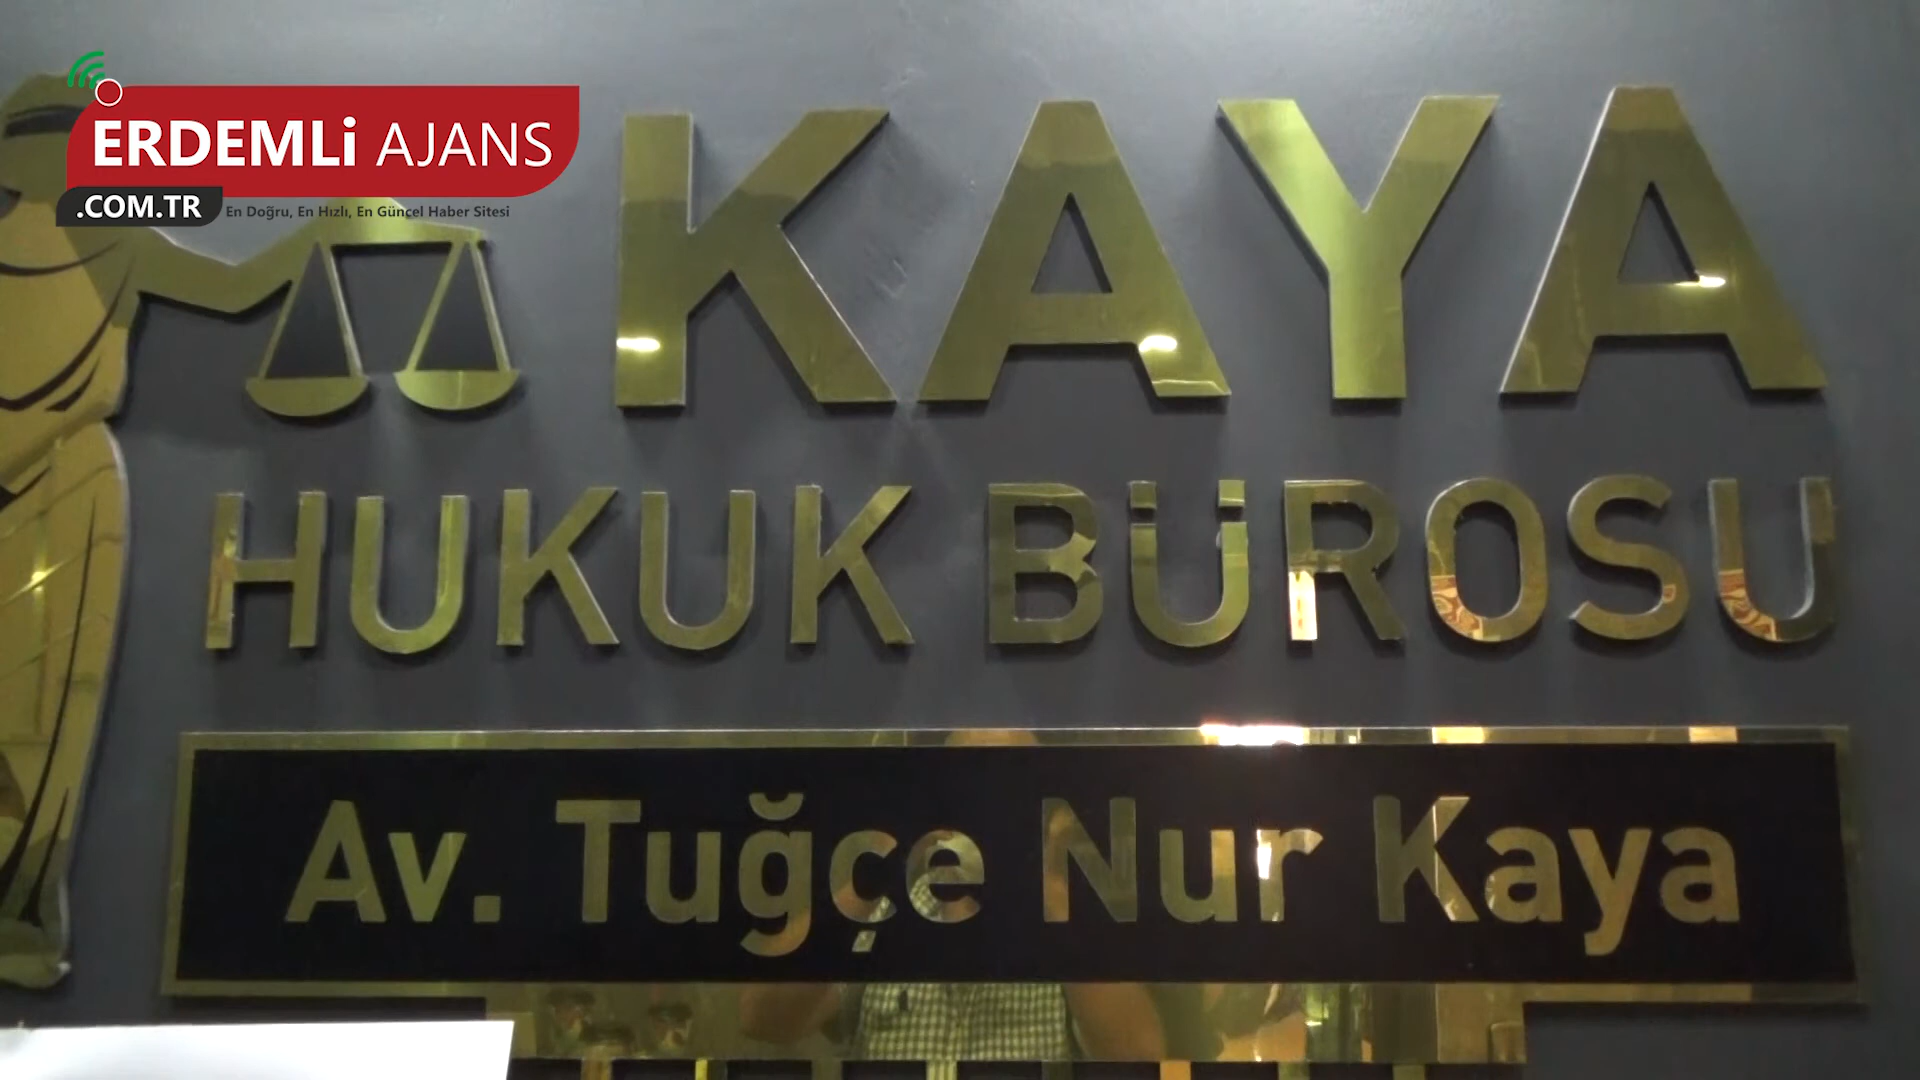 ERDEMLi AJANS
.COM.TR
En Doğru, En Hızlı, En Güncel Haber Sitesi
KAYA
HUKUK BÜROSU
Av. Tuğçe Nur Kaya